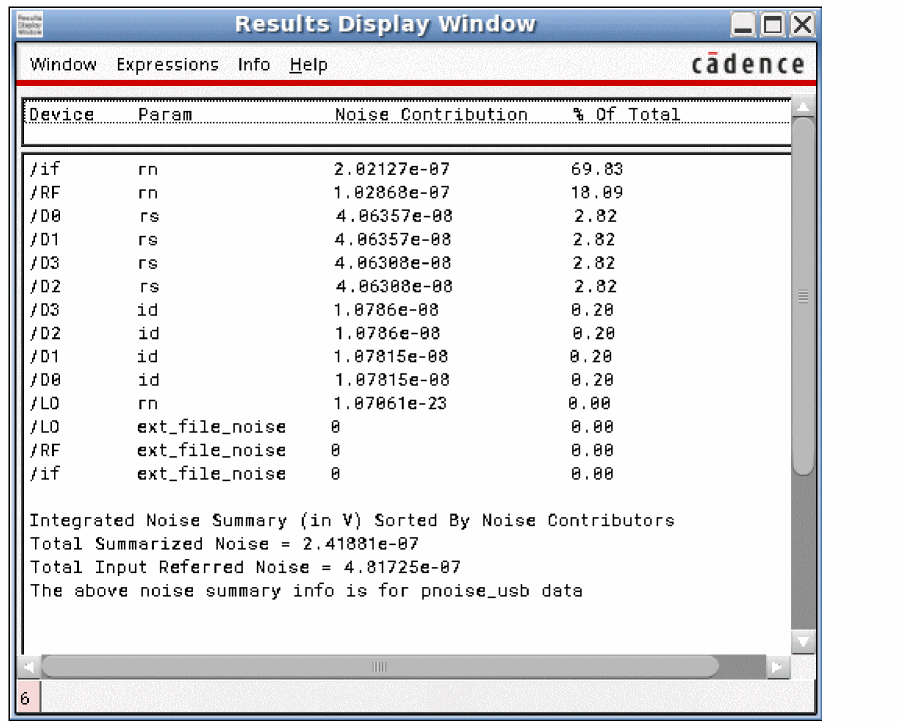 Results Display Window
Window Expressions Info Help cādence
Device Param Noise Contribution % Of Total
/if rn 2.02127e-07 69.83
/RF rn 1.02868e-07 18.09
/D0 rs 4.06357e-08 2.82
/D1 rs 4.06357e-08 2.82
/D3 rs 4.06308e-08 2.82
/D2 rs 4.06308e-08 2.82
/D3 id 1.0786e-08 0.20
/D2 id 1.0786e-08 0.20
/D1 id 1.07815e-08 0.20
/D0 id 1.07815e-08 0.20
/LO rn 1.07061e-23 0.00
/LO ext_file_noise 0 0.00
/RF ext_file_noise 0 0.00
/if ext_file_noise 0 0.00
Integrated Noise Summary (in V) Sorted By Noise Contributors
Total Summarized Noise = 2.41881e-07
Total Input Referred Noise = 4.81725e-07
The above noise summary info is for pnoise_usb data
6